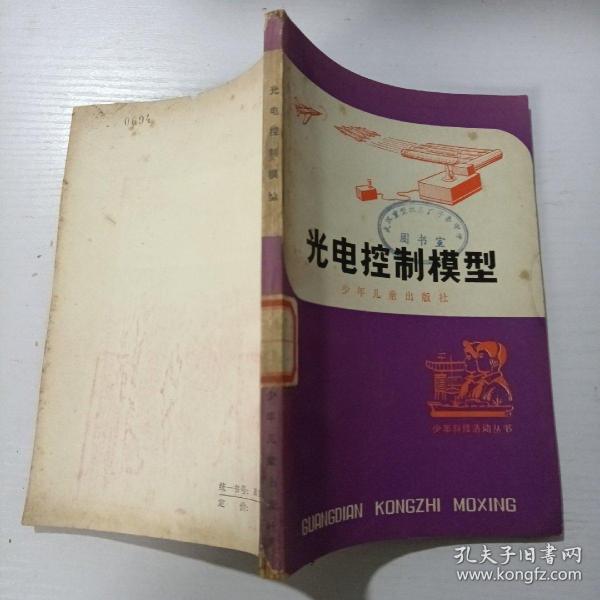 0694
光电控制模型
少年儿童出版社
统一书号:
定价:
图书室
光电控制模型
少年儿童出版社
少年科技活动丛书
GUANGDIAN KONGZHI MOXING
孔夫子旧书网
www.kongfz.com